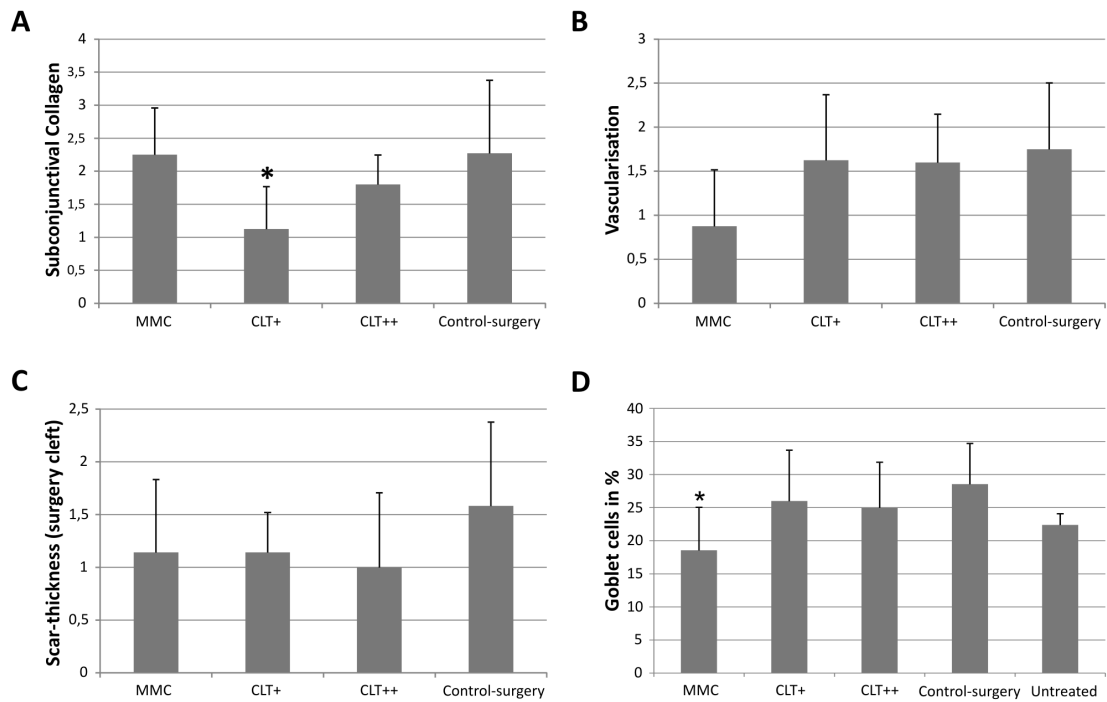 A
Subconjunctival Collagen
4
3,5
3
2,5
2
1,5
1
0,5
0
*
MMC CLT+ CLT++ Control-surgery
B
Vascularisation
3
2,5
2
1,5
1
0,5
0
MMC CLT+ CLT++ Control-surgery
C
Scar-thickness (surgery cleft)
2,5
2
1,5
1
0,5
0
MMC CLT+ CLT++ Control-surgery
D
Goblet cells in %
40
35
30
25
20
15
10
5
0
*
MMC CLT+ CLT++ Control-surgery Untreated